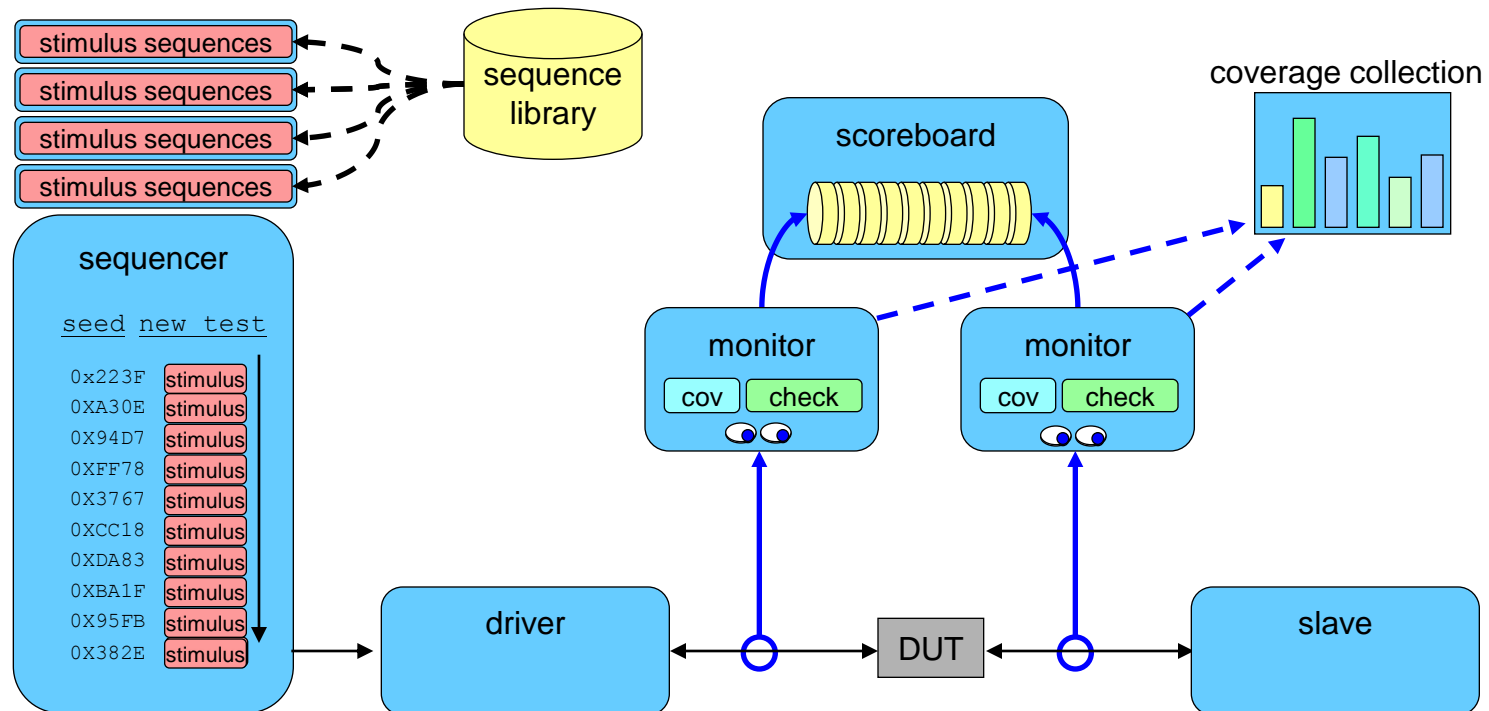 stimulus sequences
stimulus sequences
stimulus sequences
stimulus sequences
sequence
library
coverage collection
scoreboard
sequencer
seed new test
0x223F stimulus
0XA30E stimulus
0X94D7 stimulus
0XFF78 stimulus
0X3767 stimulus
0XCC18 stimulus
0XDA83 stimulus
0XBA1F stimulus
0X95FB stimulus
0X382E stimulus
monitor
cov check
monitor
cov check
driver
DUT
slave